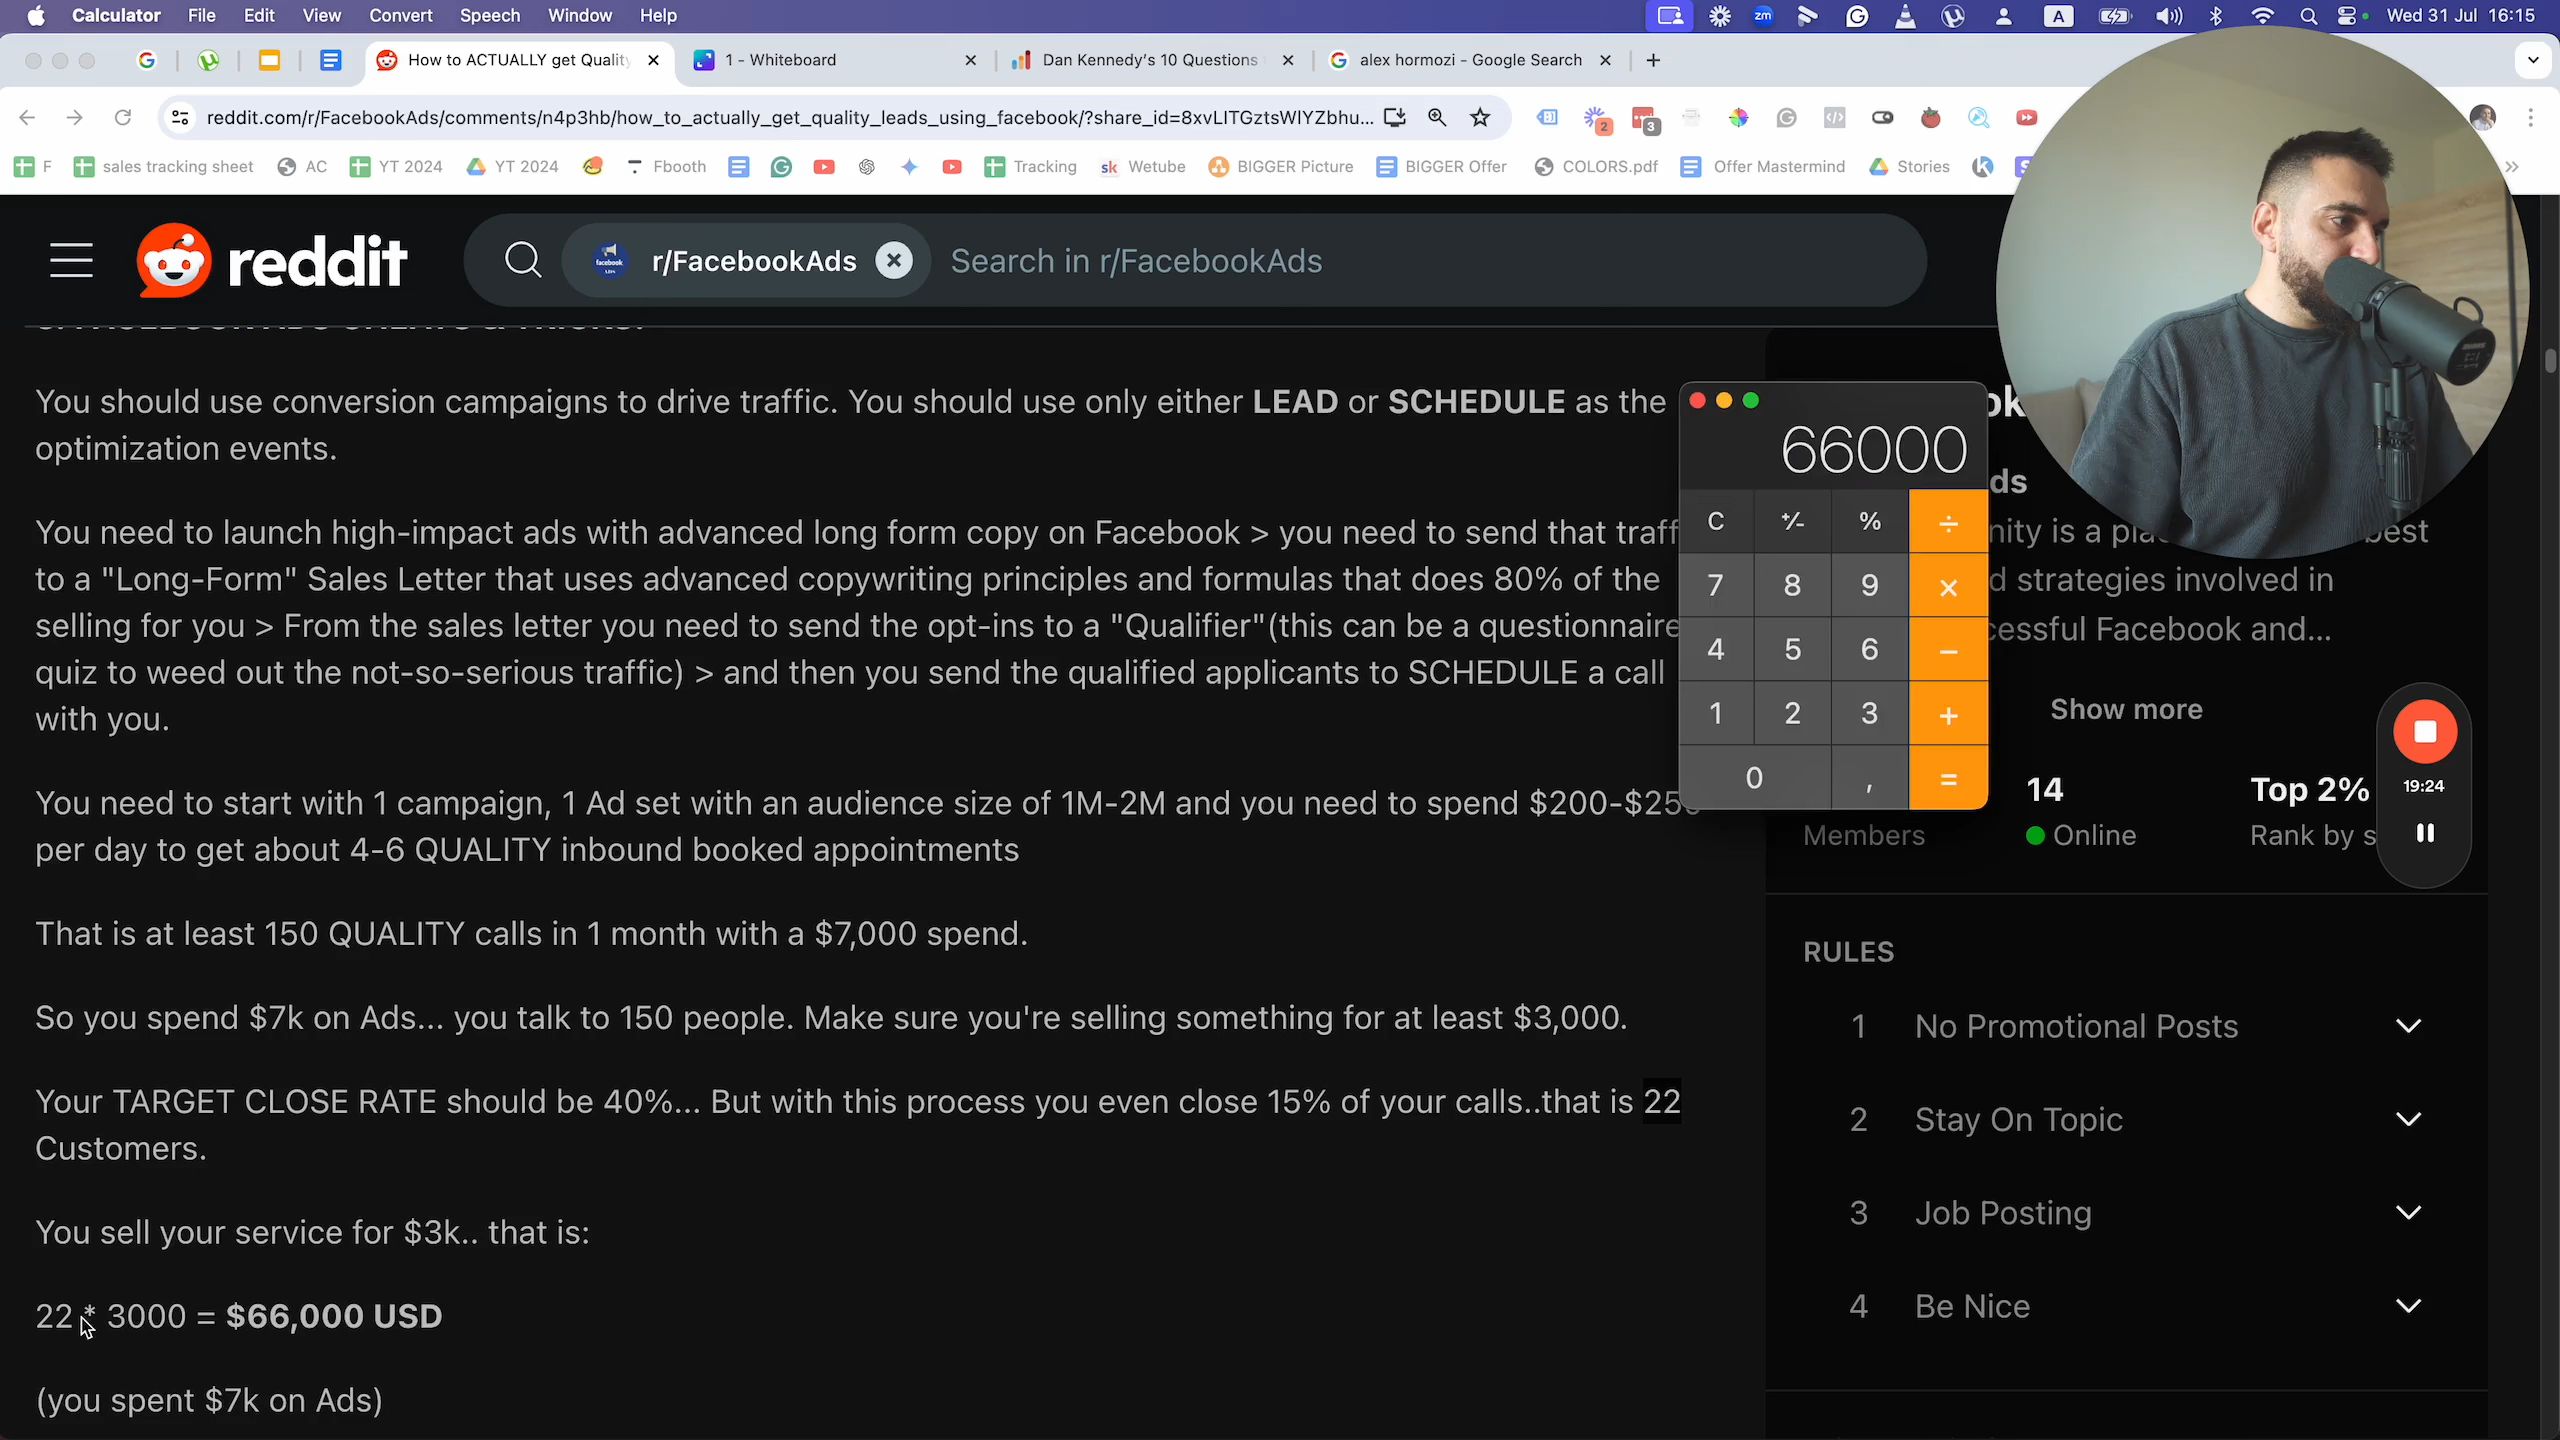 Calculator File Edit View Convert Speech Window Help
zm A Wed 31 Jul 16:15
How to ACTUALLY get Quality
1 - Whiteboard
Dan Kennedy's 10 Questions
alex hormozi - Google Search
reddit.com/r/FacebookAds/comments/n4p3hb/how_to_actually_get_quality_leads_using_facebook/?share_id=8xvLITGztsWlYZbhu...
2 3
F sales tracking sheet AC YT 2024 YT 2024 Fbooth Tracking sk Wetube BIGGER Picture BIGGER Offer COLORS.pdf Offer Mastermind Stories
reddit
r/FacebookAds
Search in r/FacebookAds
You should use conversion campaigns to drive traffic. You should use only either LEAD or SCHEDULE as the
optimization events.
You need to launch high-impact ads with advanced long form copy on Facebook > you need to send that traff
to a "Long-Form" Sales Letter that uses advanced copywriting principles and formulas that does 80% of the
selling for you > From the sales letter you need to send the opt-ins to a "Qualifier"(this can be a questionnaire
quiz to weed out the not-so-serious traffic) > and then you send the qualified applicants to SCHEDULE a call
with you.
You need to start with 1 campaign, 1 Ad set with an audience size of 1M-2M and you need to spend $200-$250
per day to get about 4-6 QUALITY inbound booked appointments
That is at least 150 QUALITY calls in 1 month with a $7,000 spend.
So you spend $7k on Ads... you talk to 150 people. Make sure you're selling something for at least $3,000.
Your TARGET CLOSE RATE should be 40%... But with this process you even close 15% of your calls..that is 22
Customers.
You sell your service for $3k.. that is:
22 * 3000 = $66,000 USD
(you spent $7k on Ads)
66000
C +/- % ÷
7 8 9 ×
4 5 6 −
1 2 3 +
0 , =
ok
ds
nity is a pla best
d strategies involved in
cessful Facebook and...
Show more
14 Top 2%
Members Online Rank by s
19:24
RULES
1 No Promotional Posts
2 Stay On Topic
3 Job Posting
4 Be Nice